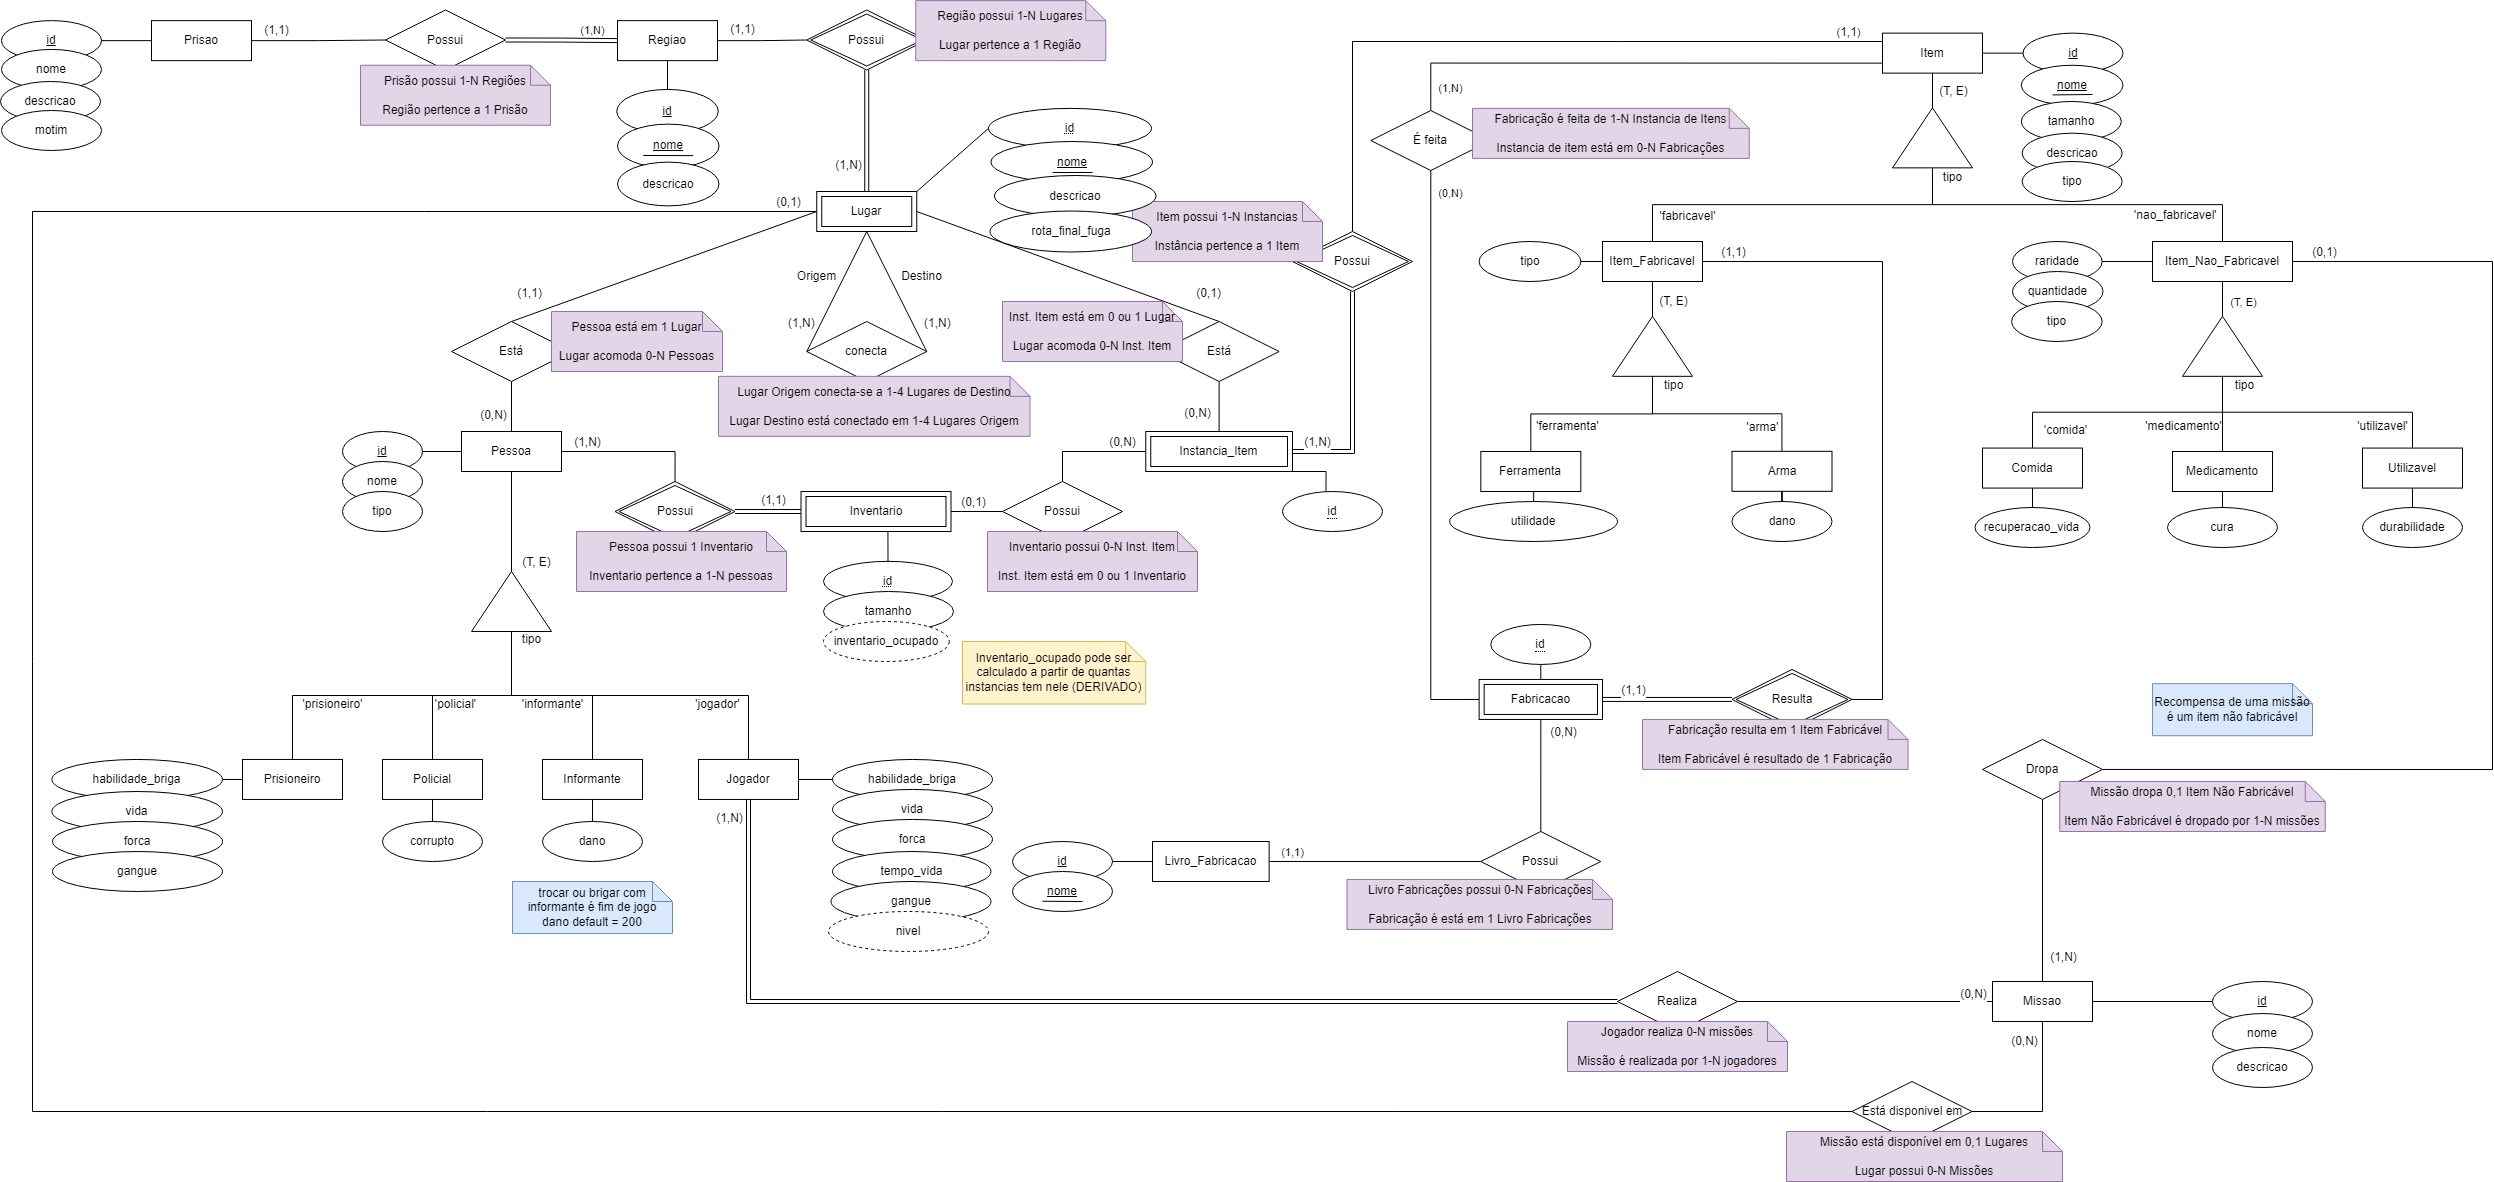 id
nome
descricao
motim
Prisao
(1,1)
Possui
(1,N)
Prisão possui 1-N Regiões
Região pertence a 1 Prisão
Regiao
id
nome
descricao
(1,1)
Possui
Região possui 1-N Lugares
Lugar pertence a 1 Região
(1,N)
(0,1)
Lugar
id
nome
descricao
rota_final_fuga
Origem
Destino
(1,N)
(1,N)
conecta
Lugar Origem conecta-se a 1-4 Lugares de Destino
Lugar Destino está conectado em 1-4 Lugares Origem
(1,1)
Está
Pessoa está em 1 Lugar
Lugar acomoda 0-N Pessoas
(0,N)
(0,1)
Está
Inst. Item está em 0 ou 1 Lugar
Lugar acomoda 0-N Inst. Item
(0,N)
Item possui 1-N Instancias
Instância pertence a 1 Item
Possui
(1,1)
(1,N)
Item
id
nome
tamanho
descricao
tipo
(T, E)
tipo
(1,N)
É feita
Fabricação é feita de 1-N Instancia de Itens
Instancia de item está em 0-N Fabricações
(0,N)
'fabricavel'
'nao_fabricavel'
tipo
Item_Fabricavel
(1,1)
(T, E)
tipo
raridade
quantidade
tipo
Item_Nao_Fabricavel
(0,1)
(T, E)
tipo
'ferramenta'
'arma'
Ferramenta
utilidade
Arma
dano
'comida'
'medicamento'
'utilizavel'
Comida
recuperacao_vida
Medicamento
cura
Utilizavel
durabilidade
id
nome
tipo
Pessoa
(1,N)
Possui
Pessoa possui 1 Inventario
Inventario pertence a 1-N pessoas
(1,1)
Inventario
id
tamanho
inventario_ocupado
(0,1)
Possui
Inventario possui 0-N Inst. Item
Inst. Item está em 0 ou 1 Inventario
(0,N)
Instancia_Item
id
Inventario_ocupado pode ser
calculado a partir de quantas
instancias tem nele (DERIVADO)
(T, E)
tipo
'prisioneiro'
'policial'
'informante'
'jogador'
habilidade_briga
vida
forca
gangue
Prisioneiro
Policial
corrupto
Informante
dano
trocar ou brigar com
informante é fim de jogo
dano default = 200
Jogador
habilidade_briga
vida
forca
tempo_vida
gangue
nivel
(1,N)
id
Fabricacao
(1,1)
Resulta
Fabricação resulta em 1 Item Fabricável
Item Fabricável é resultado de 1 Fabricação
(0,N)
id
nome
Livro_Fabricacao
(1,1)
Possui
Livro Fabricações possui 0-N Fabricações
Fabricação é está em 1 Livro Fabricações
Recompensa de uma missão
é um item não fabricável
Dropa
Missão dropa 0,1 Item Não Fabricável
Item Não Fabricável é dropado por 1-N missões
(1,N)
Realiza
Jogador realiza 0-N missões
Missão é realizada por 1-N jogadores
(0,N)
Missao
id
nome
descricao
(0,N)
Está disponivel em
Missão está disponível em 0,1 Lugares
Lugar possui 0-N Missões